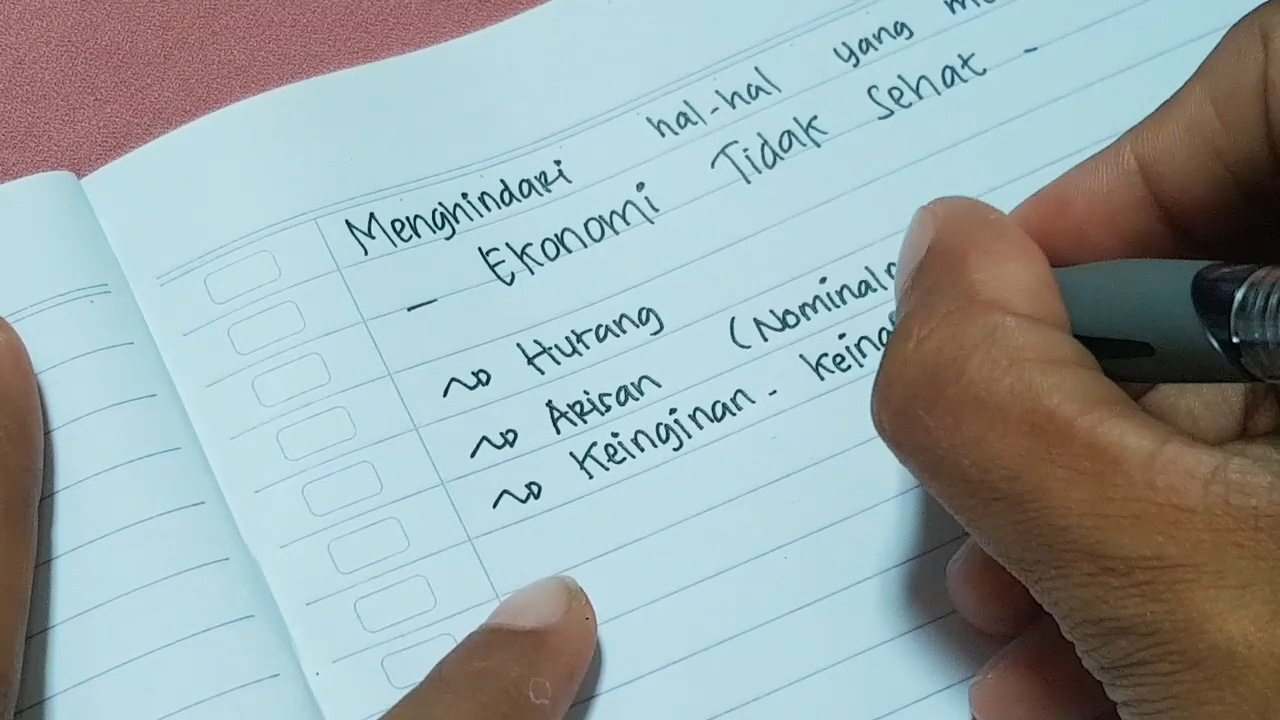 Menghindari hal-hal yang
- Ekonomi Tidak Sehat -
~> Hutang
~> Arisan (Nominal
~> Keinginan - Keina